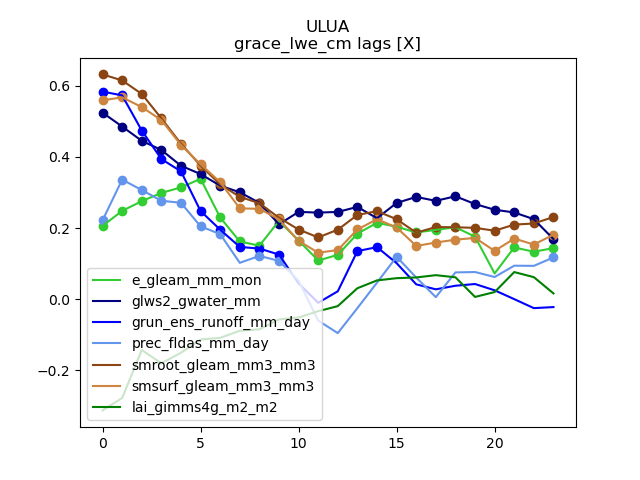 ULUA
grace_lwe_cm lags [X]
0.6
0.4
0.2
0.0
−0.2
0
5
10
15
20
e_gleam_mm_mon
glws2_gwater_mm
grun_ens_runoff_mm_day
prec_fldas_mm_day
smroot_gleam_mm3_mm3
smsurf_gleam_mm3_mm3
lai_gimms4g_m2_m2